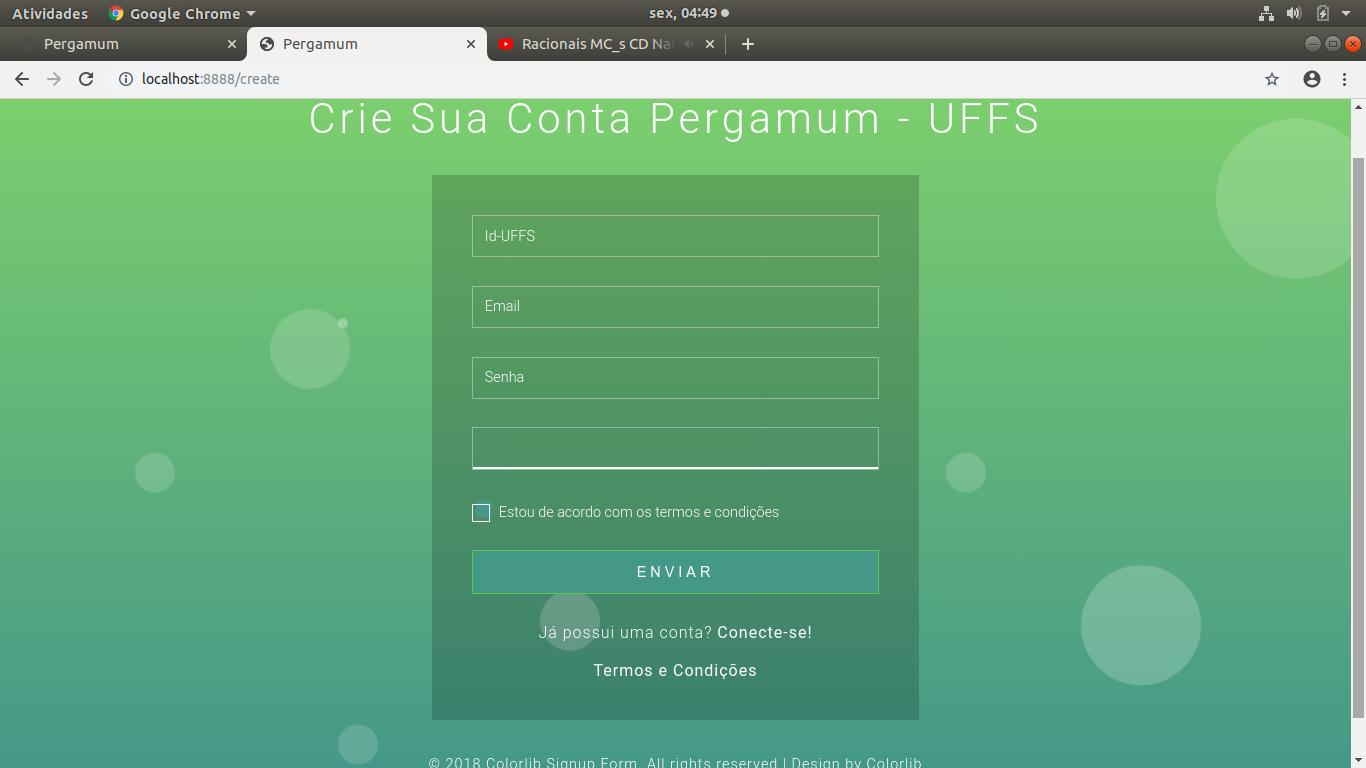 Atividades Google Chrome sex, 04:49
Pergamum Pergamum Racionais MC_s CD Na
localhost:8888/create
Crie Sua Conta Pergamum - UFFS
Id-UFFS
Email
Senha
Estou de acordo com os termos e condições
ENVIAR
Já possui uma conta? Conecte-se!
Termos e Condições
© 2018 Colorlib Signup Form. All rights reserved | Design by Colorlib